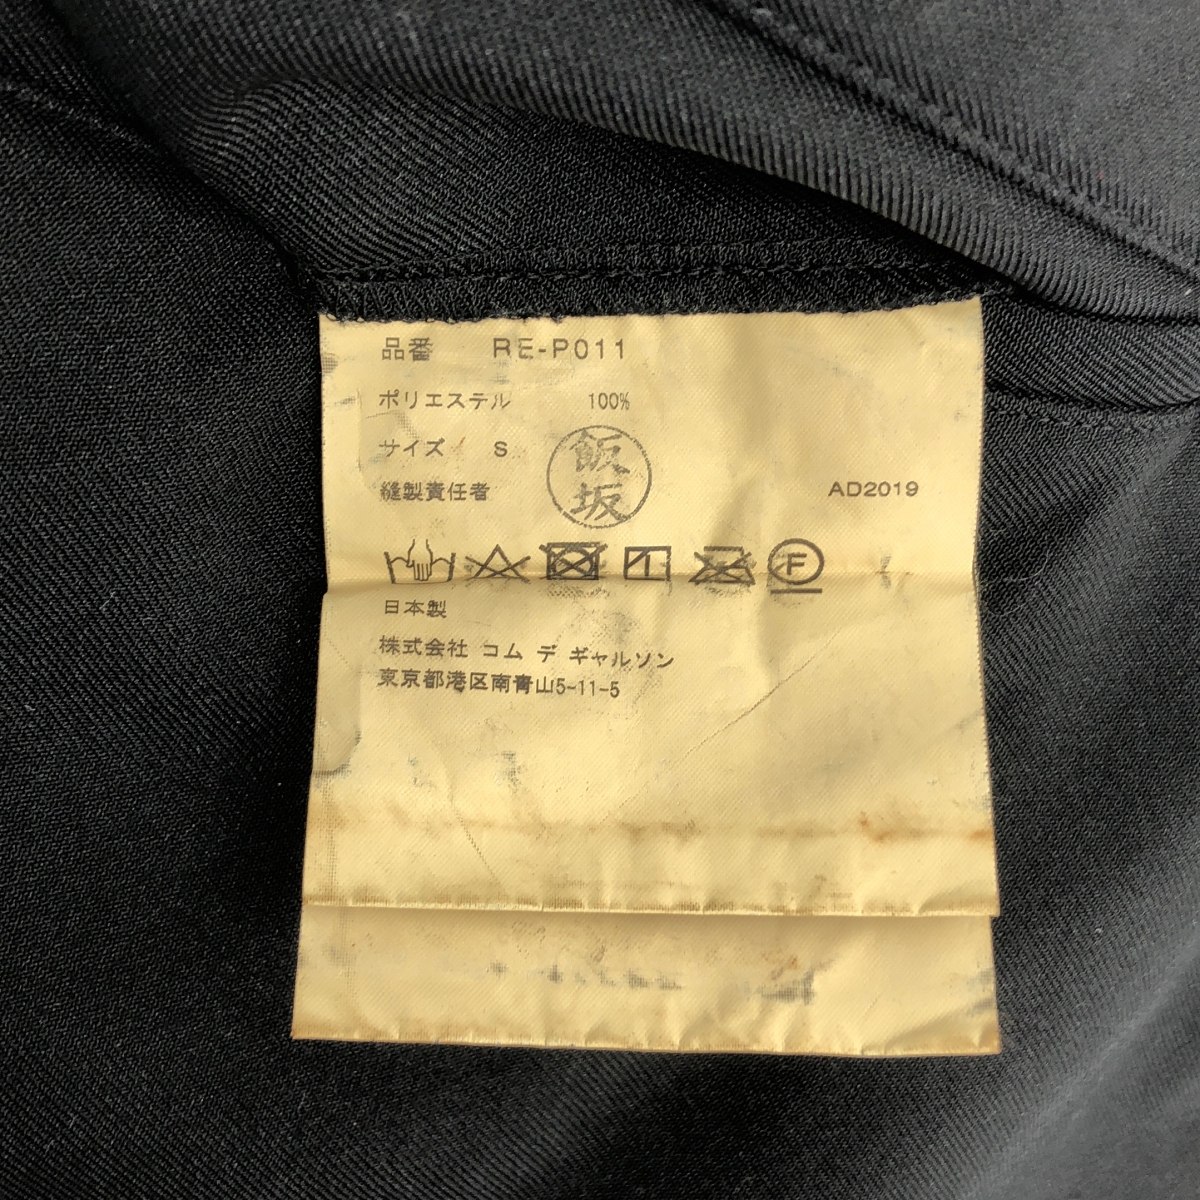 品番 RE-P011
ポリエステル 100%
サイズ S
飯坂
縫製責任者 AD2019
F
日本製
株式会社 コム デ ギャルソン
東京都港区南青山5-11-5